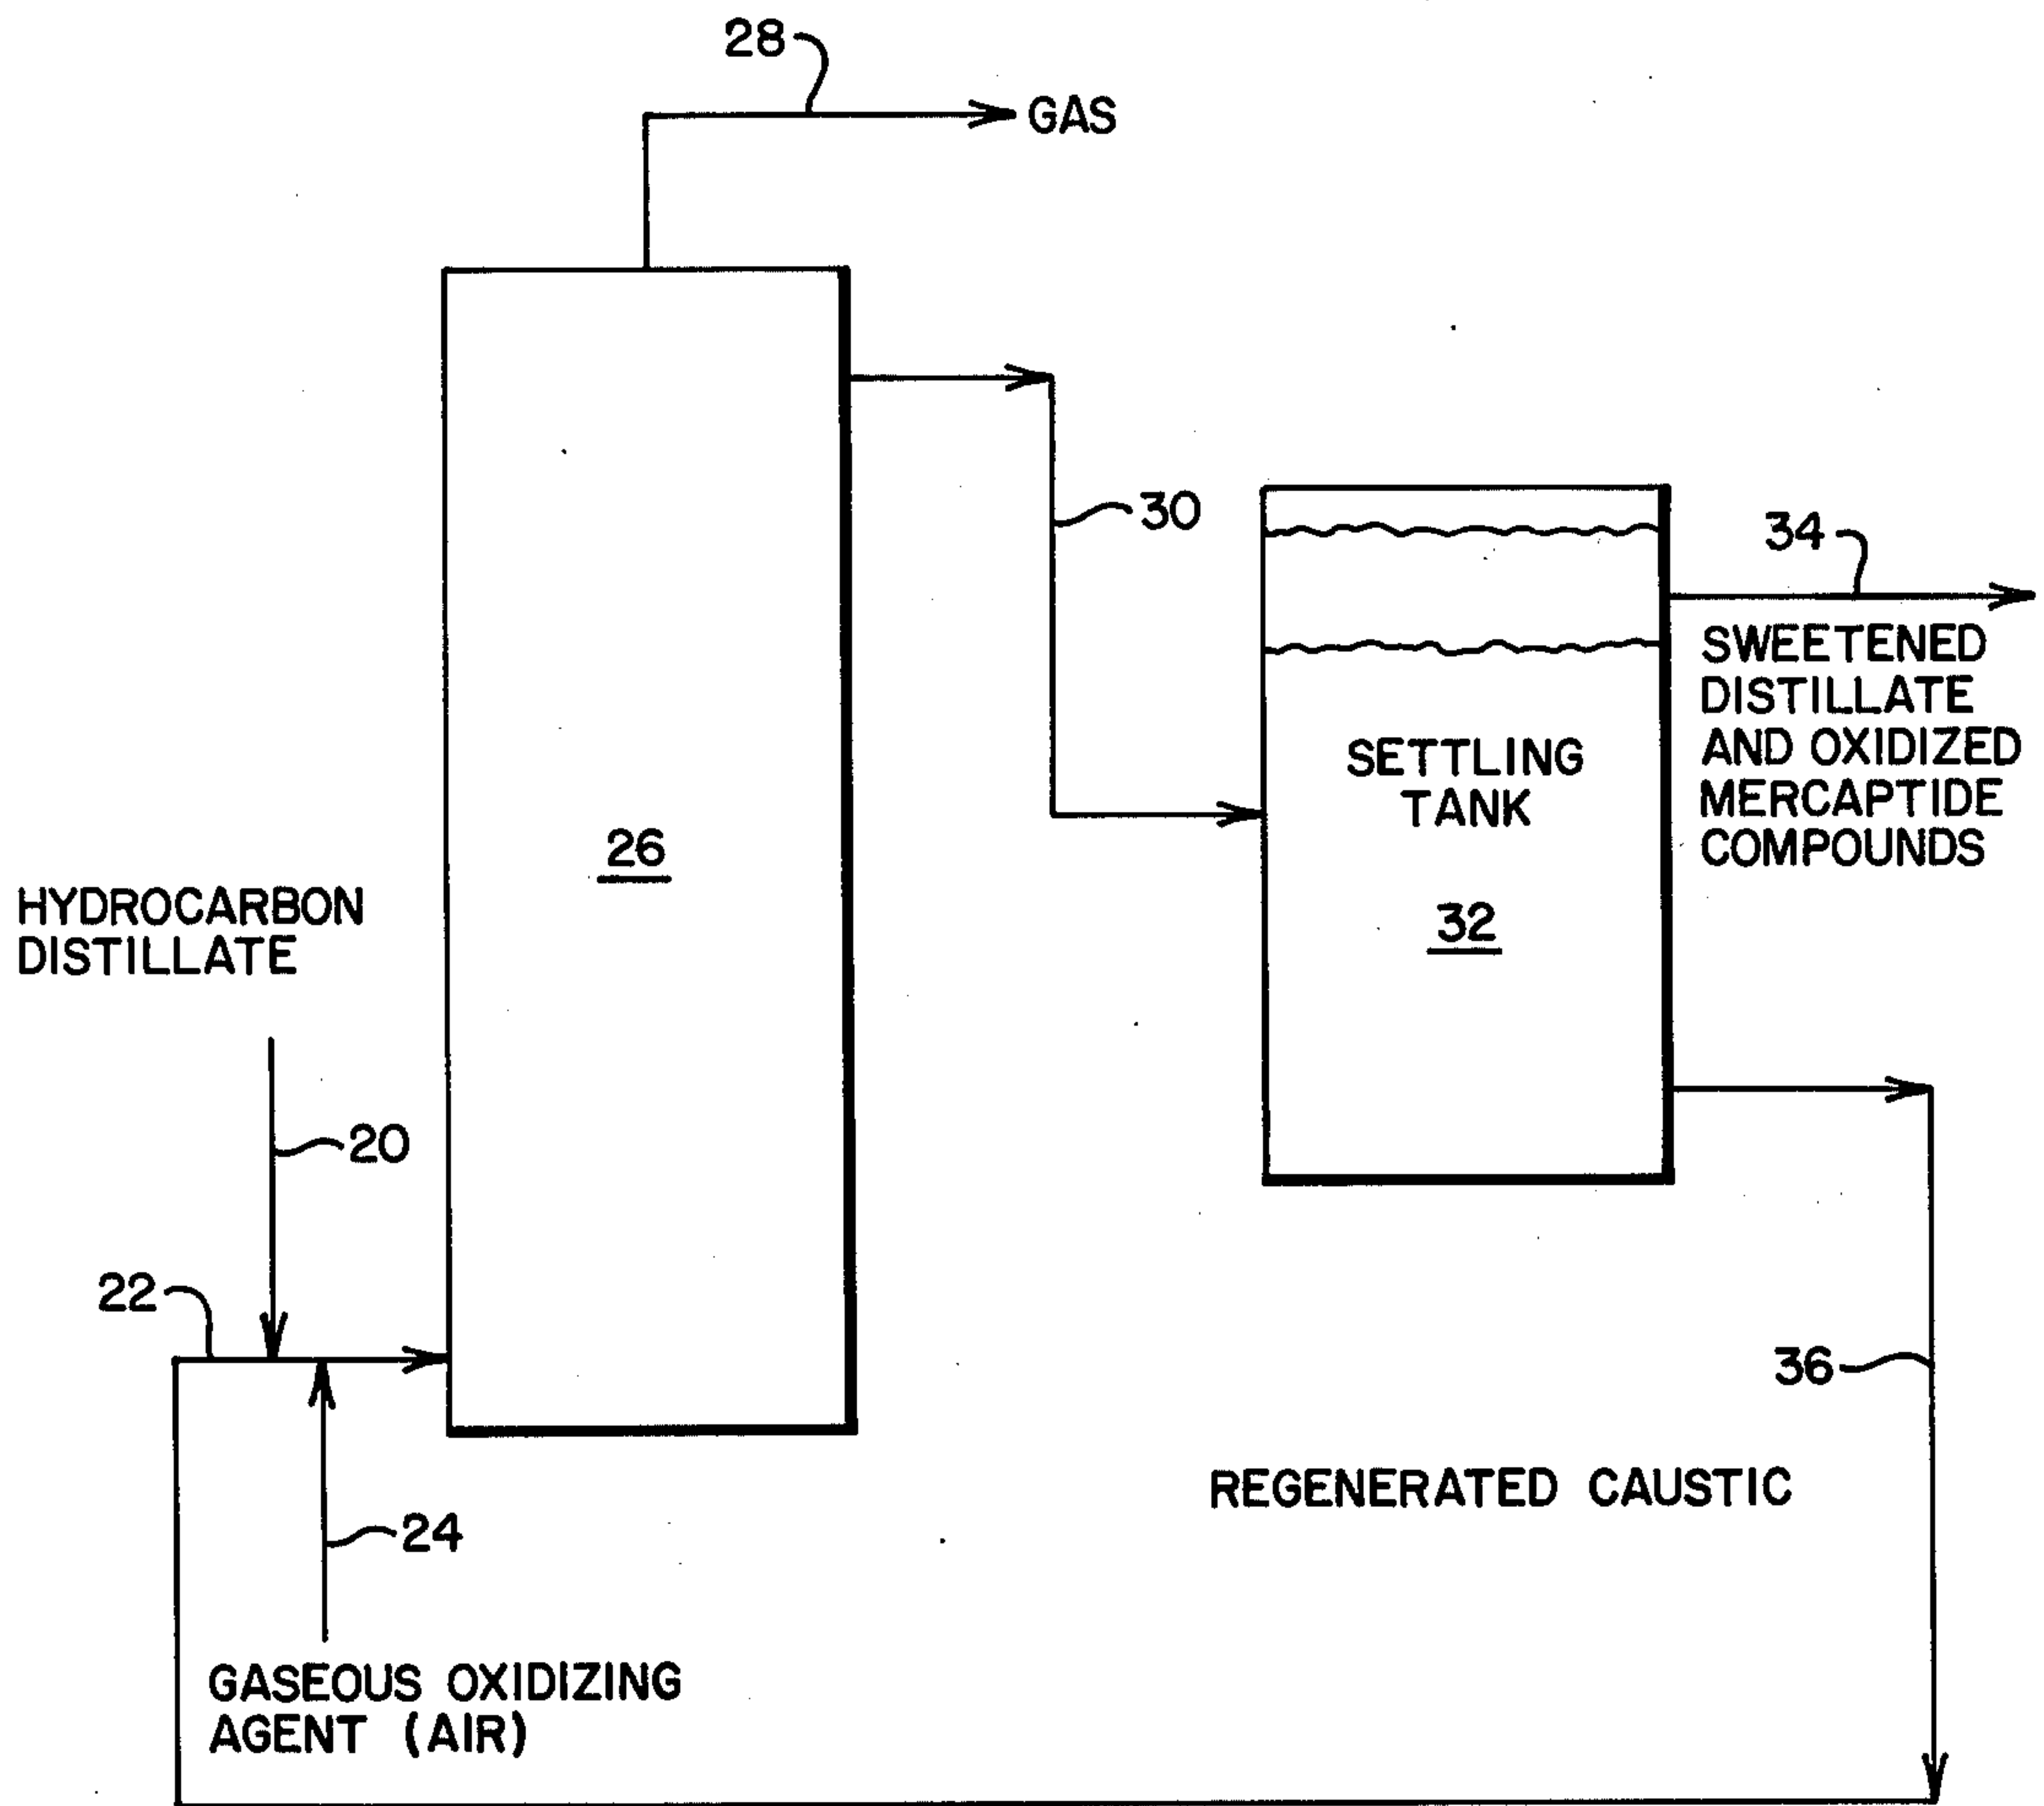 28
GAS
30
34
SWEETENED
DISTILLATE
AND OXIDIZED
MERCAPTIDE
COMPOUNDS
SETTLING
TANK
32
26
HYDROCARBON
DISTILLATE
20
22
24
GASEOUS OXIDIZING
AGENT (AIR)
36
REGENERATED CAUSTIC